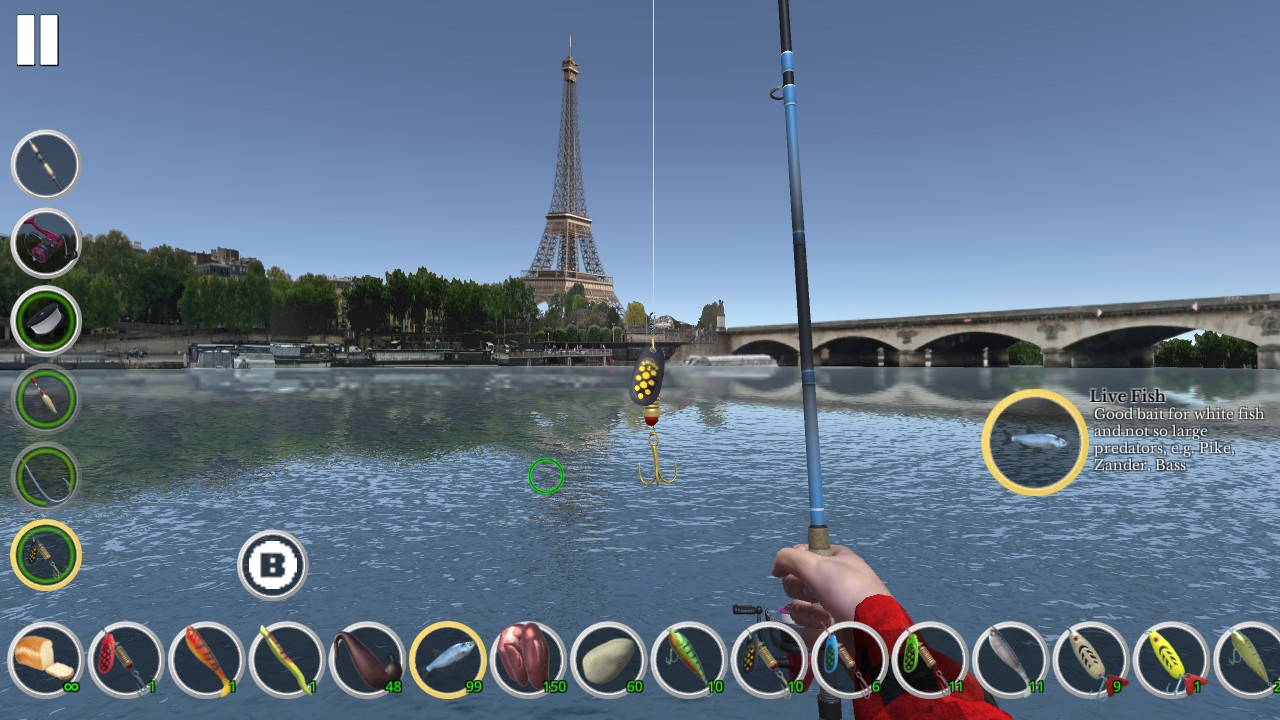 Live Fish
Good bait for white fish
and not so large
predators, e.g. Pike,
Zander, Bass
B
∞
1
1
1
48
99
150
60
10
10
6
11
11
9
1
2